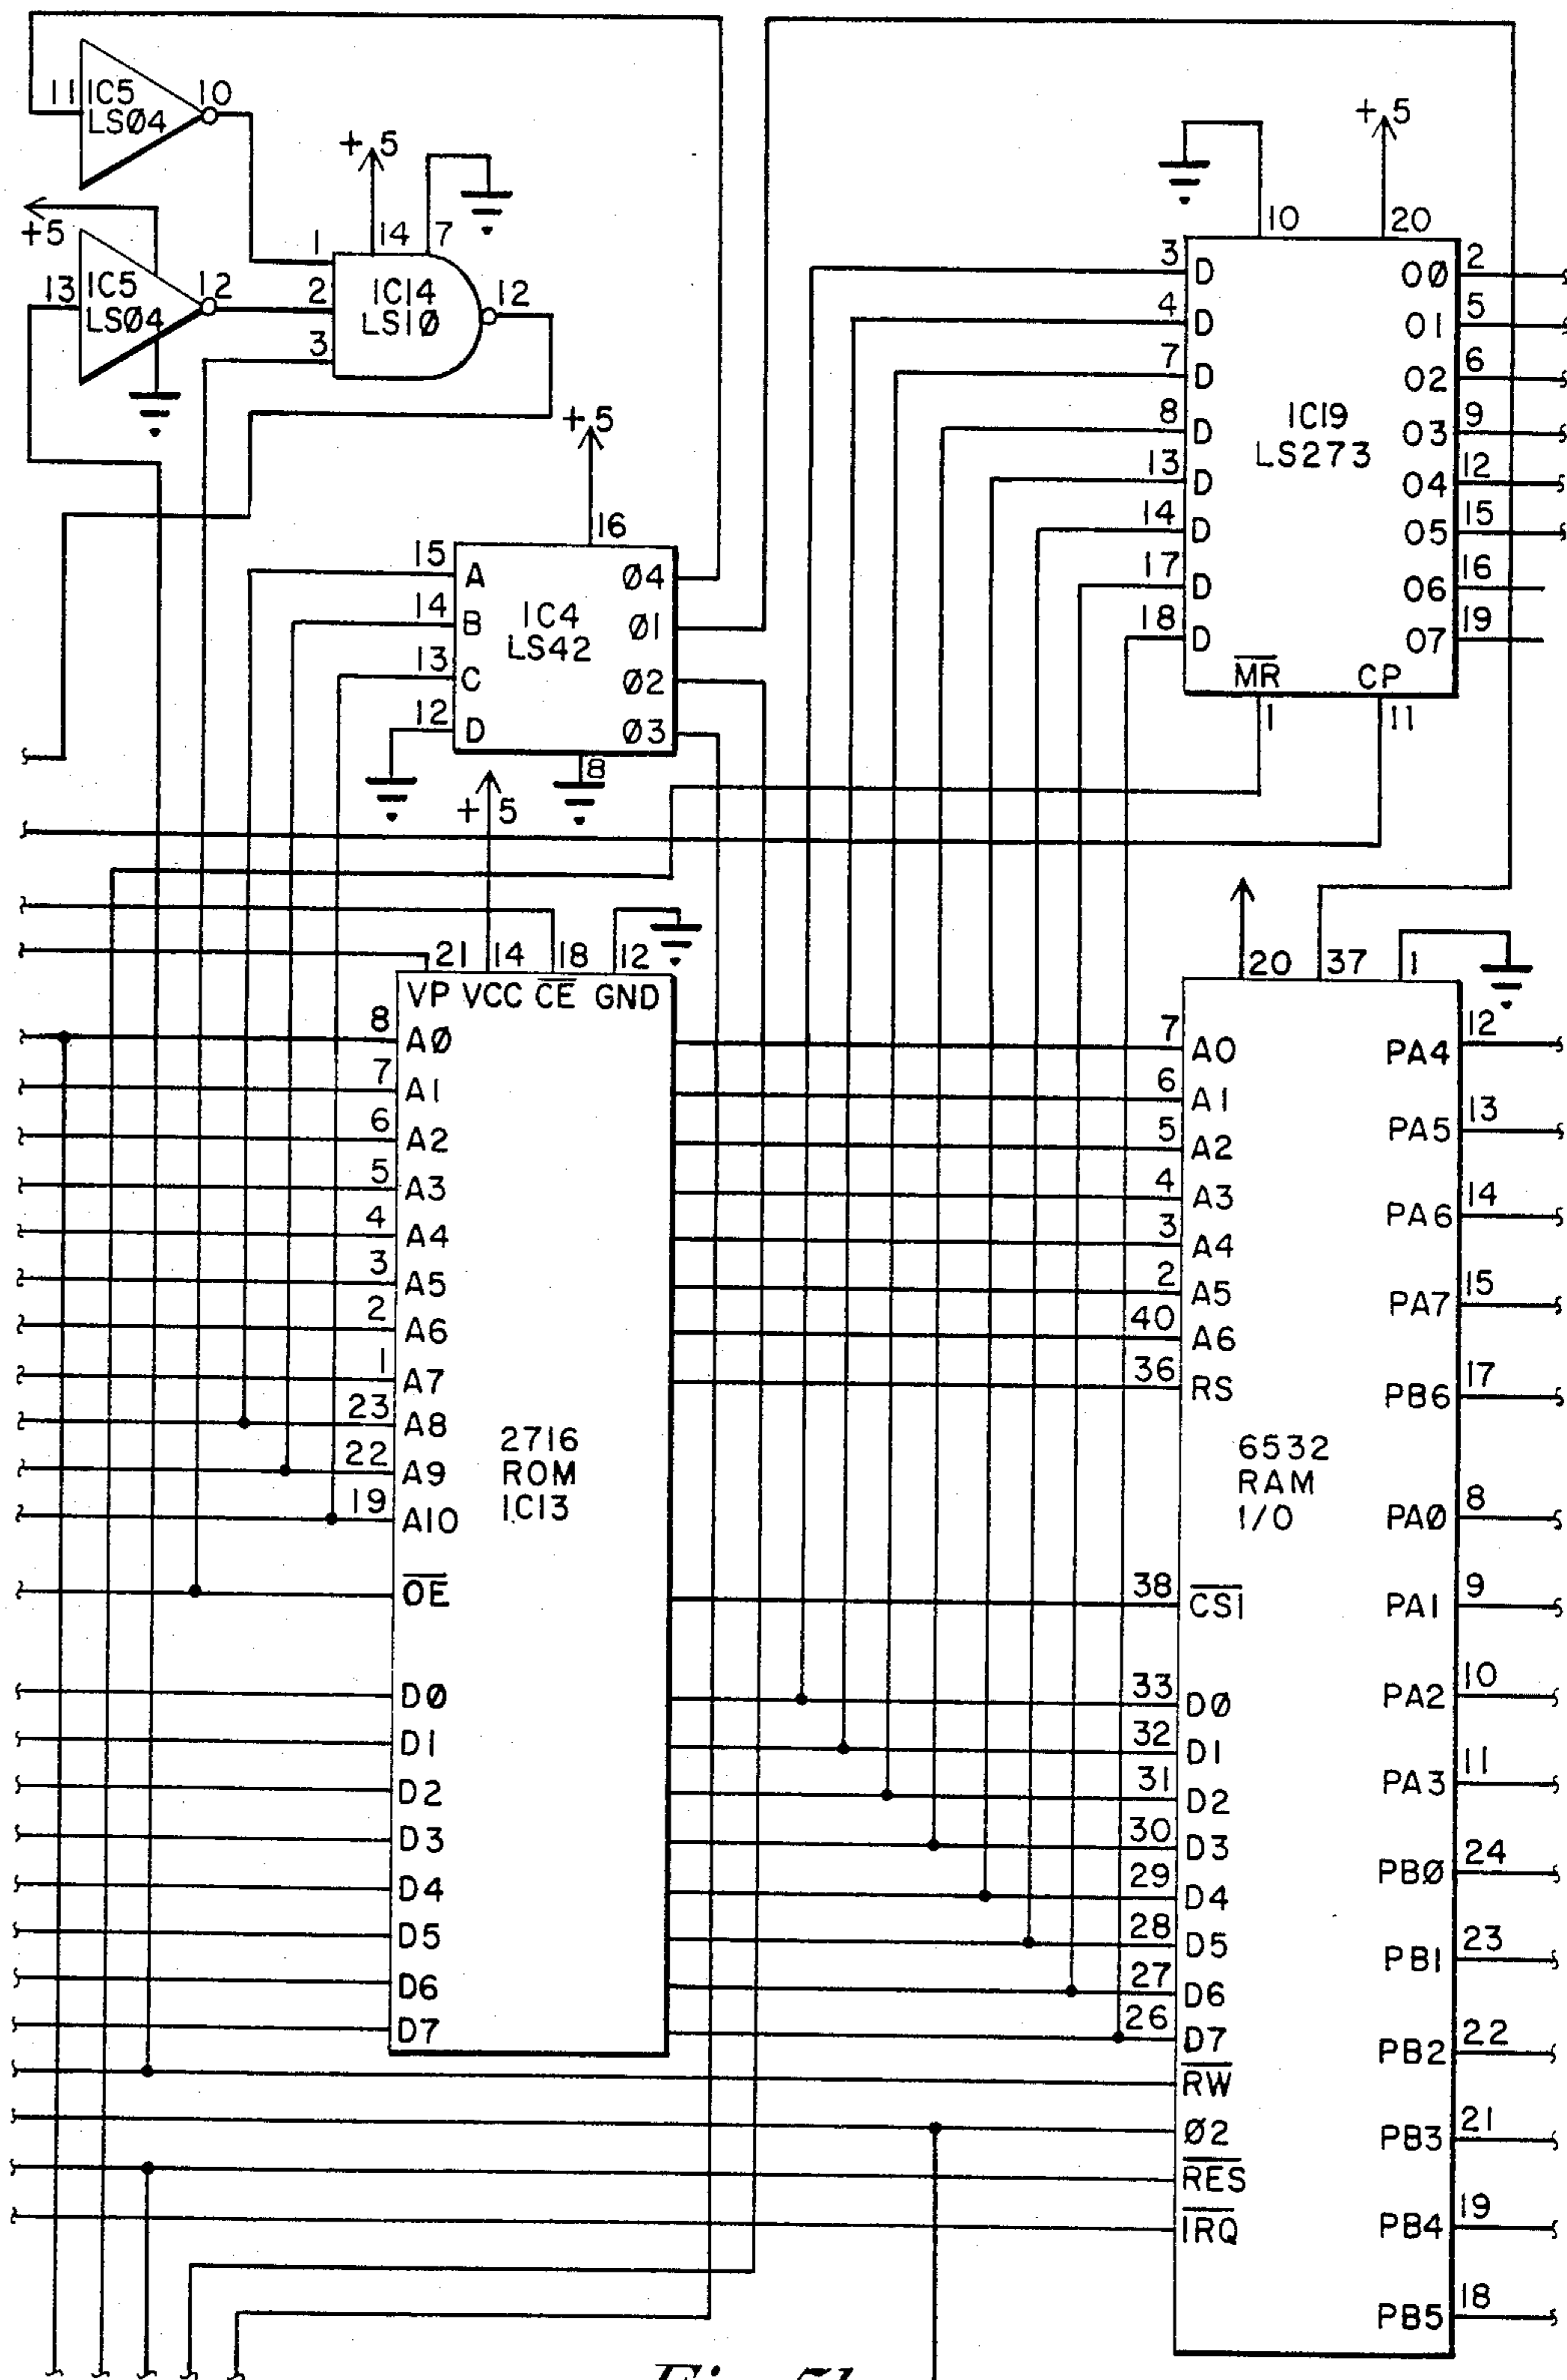 11 IC5 10
LSØ4
+5
13 IC5 12
LSØ4
+5
14 7
1
2
3
IC14
LS1Ø
12
+5
16
15 A
14 B
13 C
12 D
IC4
LS42
Ø4
Ø1
Ø2
Ø3
8
+5
10 20
3 D
4 D
7 D
8 D
13 D
14 D
17 D
18 D
IC19
LS273
OØ 2
O1 5
O2 6
O3 9
O4 12
O5 15
O6 16
O7 19
MR CP
1 11
+5
21 14 18 12
VP VCC CE GND
8 AØ
7 A1
6 A2
5 A3
4 A4
3 A5
2 A6
1 A7
23 A8
22 A9
19 A10
OE
DØ
D1
D2
D3
D4
D5
D6
D7
2716
ROM
IC13
20 37 1
7 AO
6 A1
5 A2
4 A3
3 A4
2 A5
40 A6
36 RS
38 CS1
33 DØ
32 D1
31 D2
30 D3
29 D4
28 D5
27 D6
26 D7
RW
Ø2
RES
IRQ
6532
RAM
I/O
PA4 12
PA5 13
PA6 14
PA7 15
PB6 17
PAØ 8
PA1 9
PA2 10
PA3 11
PBØ 24
PB1 23
PB2 22
PB3 21
PB4 19
PB5 18